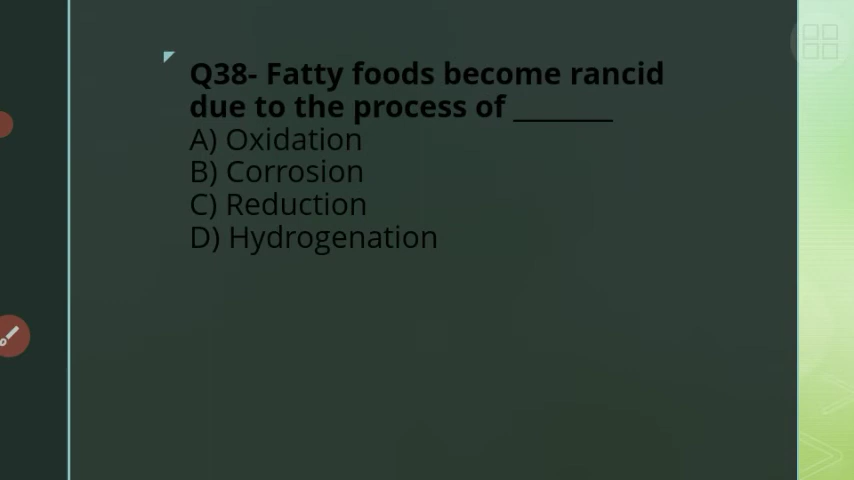 Q38- Fatty foods become rancid
due to the process of ________
A) Oxidation
B) Corrosion
C) Reduction
D) Hydrogenation